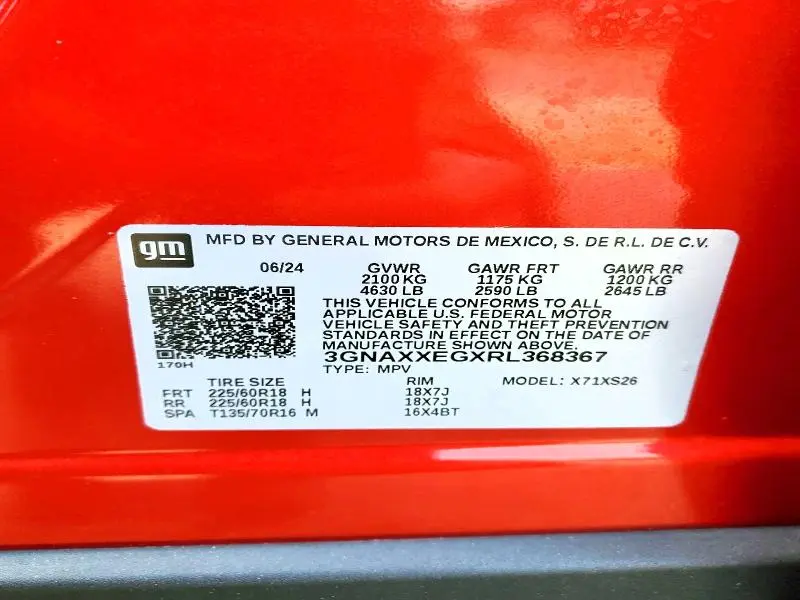 gm MFD BY GENERAL MOTORS DE MEXICO, S. DE R.L. DE C.V.
06/24 GVWR GAWR FRT GAWR RR
2100 KG 1175 KG 1200 KG
4630 LB 2590 LB 2645 LB
THIS VEHICLE CONFORMS TO ALL
APPLICABLE U.S. FEDERAL MOTOR
VEHICLE SAFETY AND THEFT PREVENTION
STANDARDS IN EFFECT ON THE DATE OF
MANUFACTURE SHOWN ABOVE.
3GNAXXEGXRL368367
170H
TYPE: MPV
TIRE SIZE RIM MODEL: X71XS26
FRT 225/60R18 H 18X7J
RR 225/60R18 H 18X7J
SPA T135/70R16 M 16X4BT